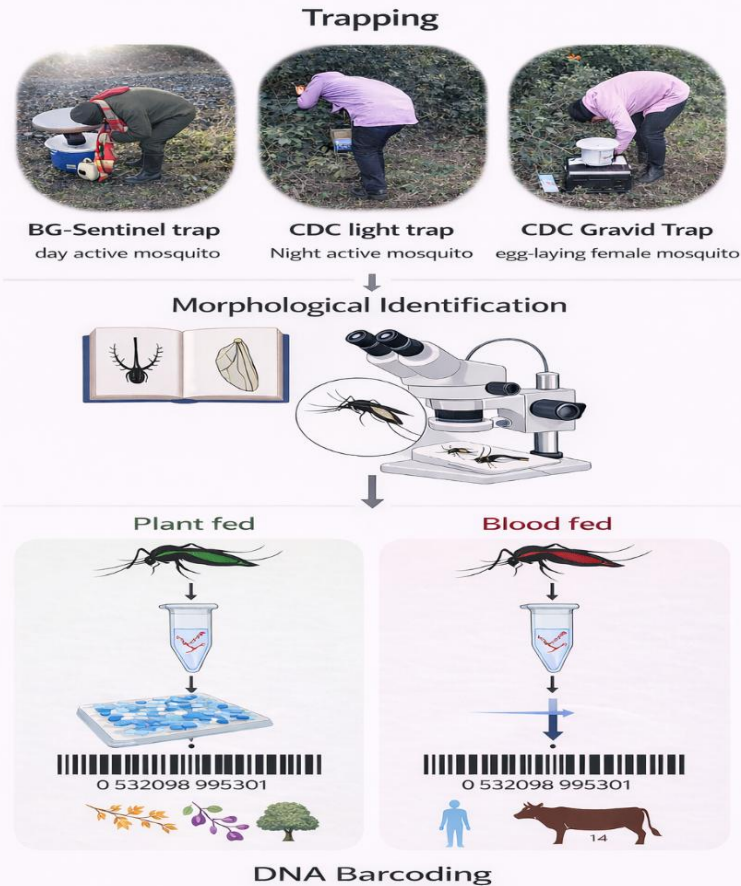 Trapping
BG-Sentinel trap
day active mosquito
CDC light trap
Night active mosquito
CDC Gravid Trap
egg-laying female mosquito
Morphological Identification
Plant fed
Blood fed
0 532098 995301
0 532098 995301
14
DNA Barcoding